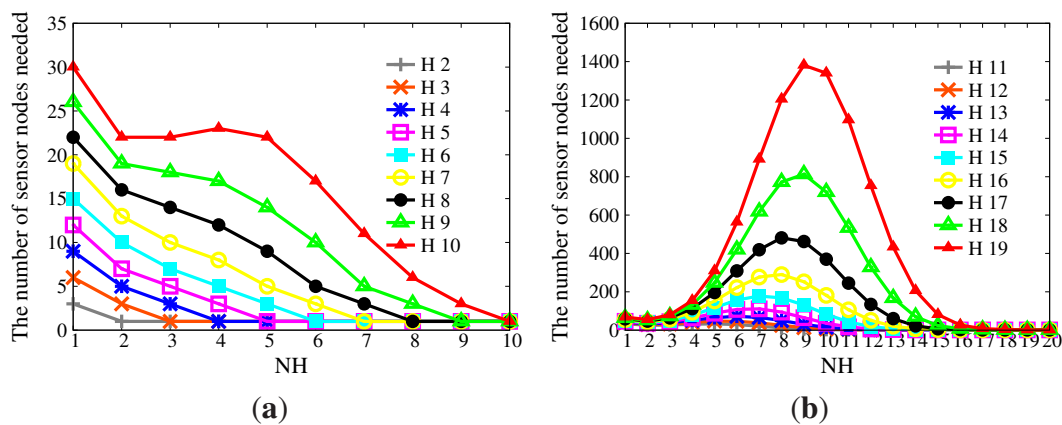 The number of sensor nodes needed
35
30
25
20
15
10
5
0
1 2 3 4 5 6 7 8 9 10
NH
H 2
H 3
H 4
H 5
H 6
H 7
H 8
H 9
H 10
(a)
The number of sensor nodes needed
1600
1400
1200
1000
800
600
400
200
0
1 2 3 4 5 6 7 8 9 10 11 12 13 14 15 16 17 18 19 20
NH
H 11
H 12
H 13
H 14
H 15
H 16
H 17
H 18
H 19
(b)